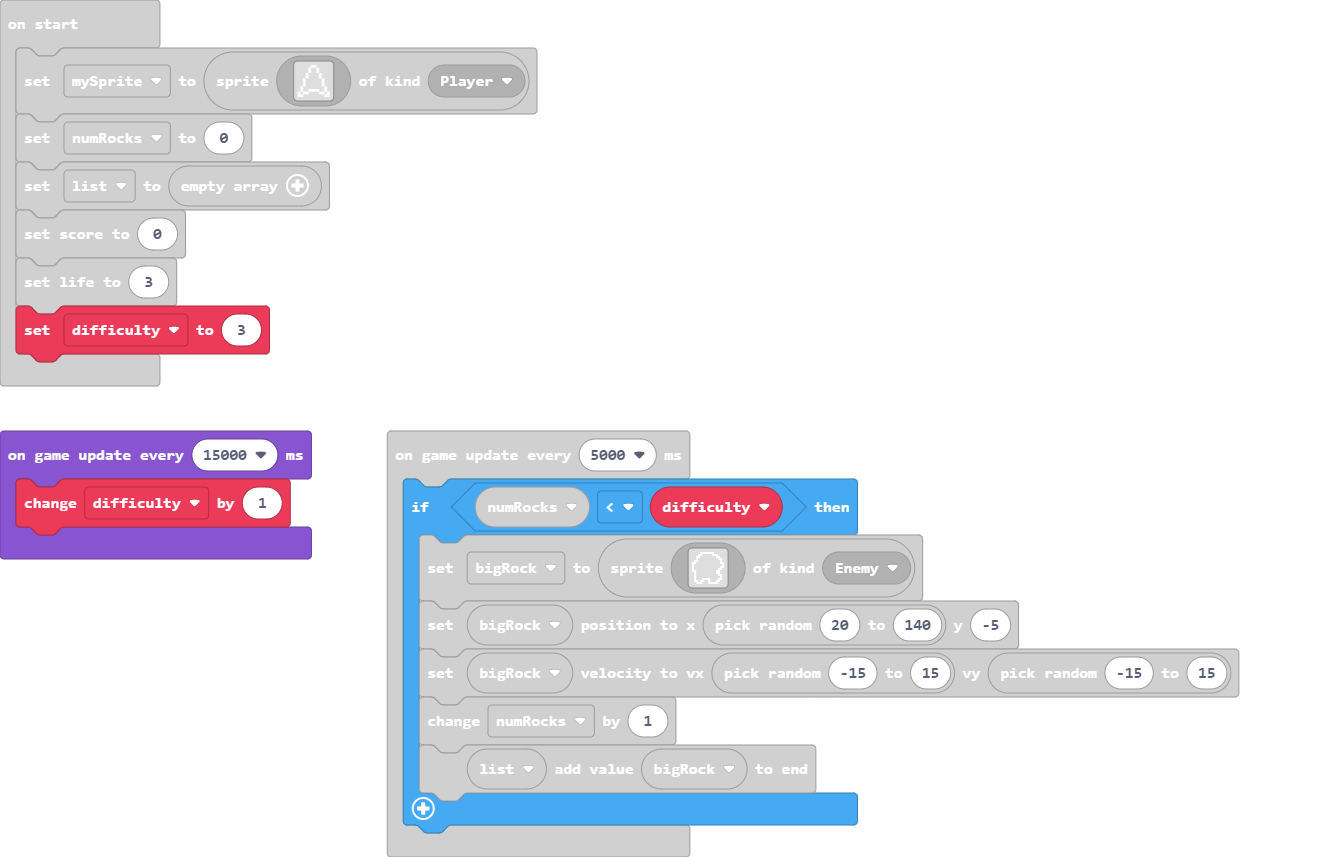 on start
set mySprite to sprite of kind Player
set numRocks to 0
set list to empty array
set score to 0
set life to 3
set difficulty to 3
on game update every 15000 ms
change difficulty by 1
on game update every 5000 ms
if numRocks < difficulty then
set bigRock to sprite of kind Enemy
set bigRock position to x pick random 20 to 140 y -5
set bigRock velocity to vx pick random -15 to 15 vy pick random -15 to 15
change numRocks by 1
list add value bigRock to end